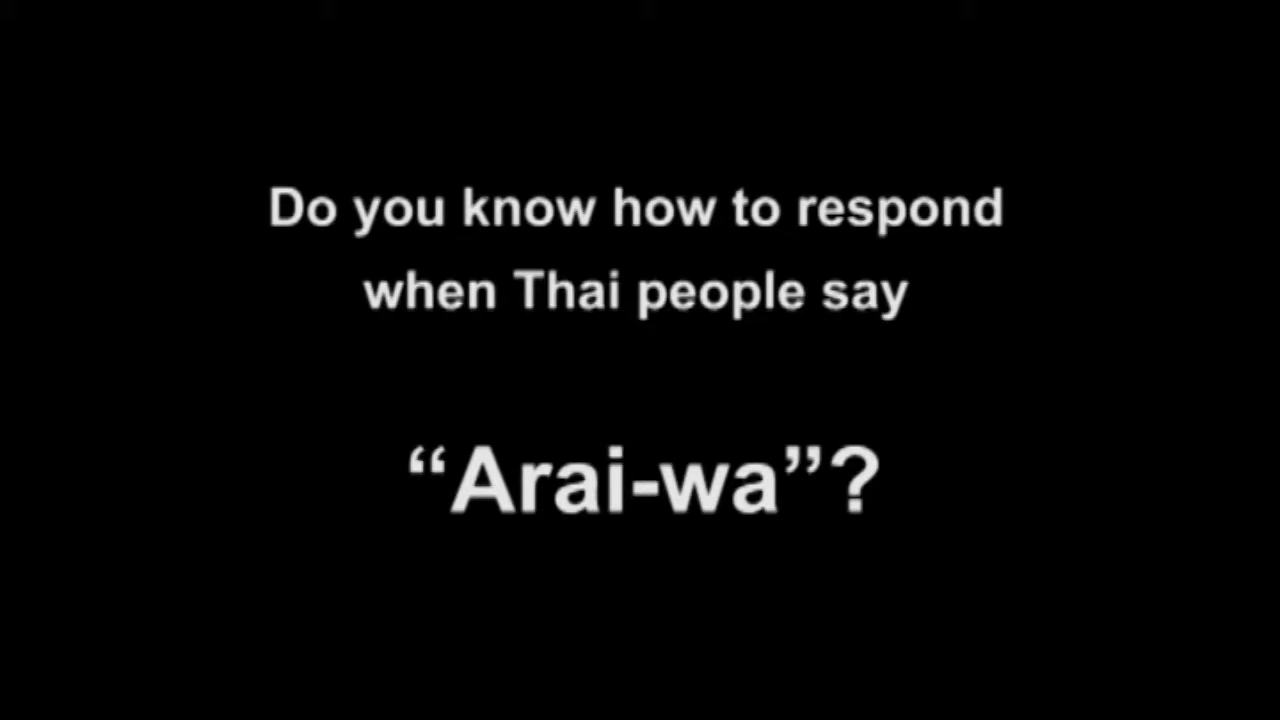 Do you know how to respond
when Thai people say
“Arai-wa”?